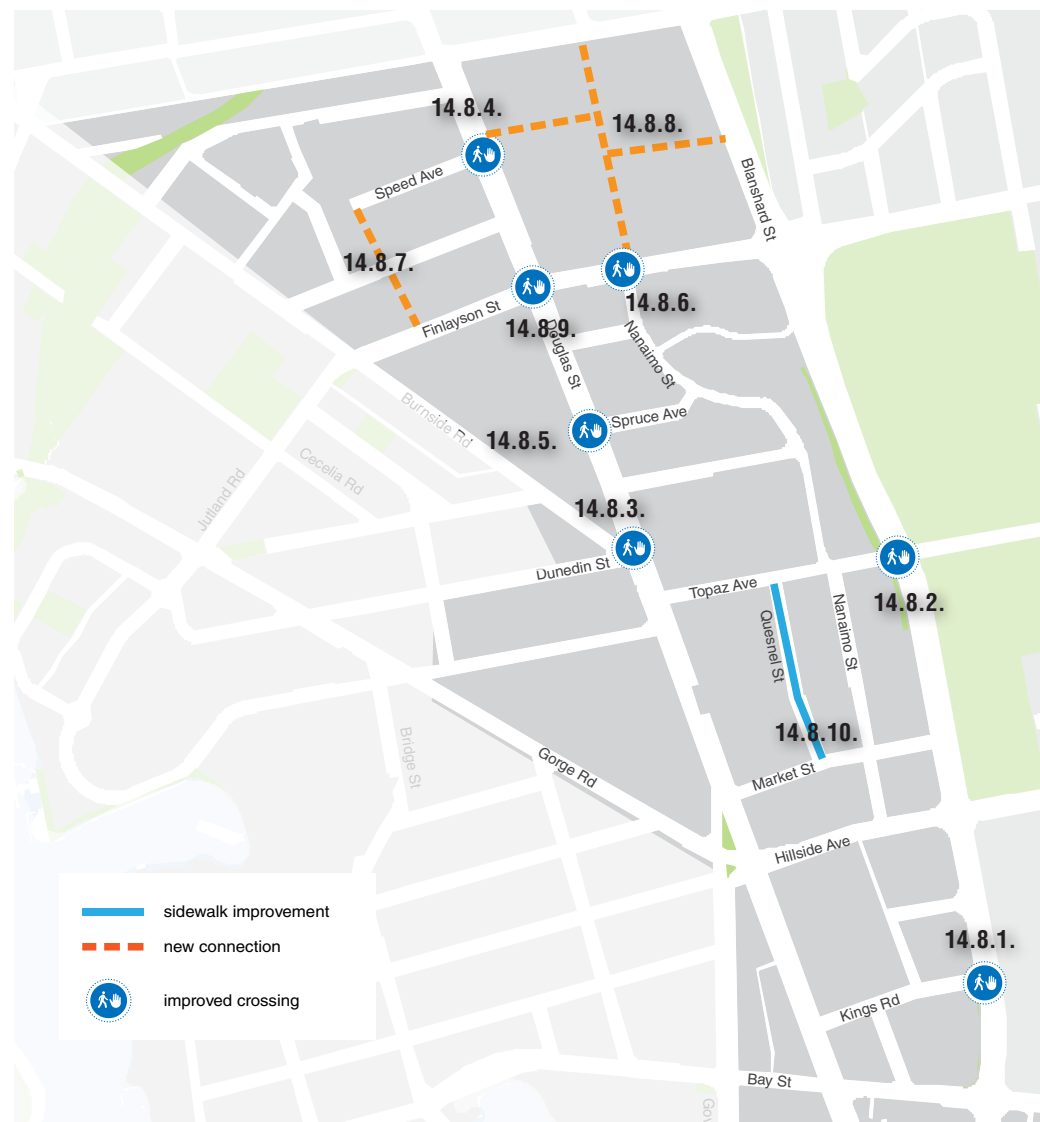 14.8.4.
14.8.8.
Speed Ave
Blanshard St
14.8.7.
14.8.6.
Finlayson St
14.8.9.
Douglas St
Nanaimo St
Burnside Rd
Spruce Ave
14.8.5.
Cecelia Rd
Jutland Rd
14.8.3.
Dunedin St
Topaz Ave
14.8.2.
Quesnel St
Nanaimo St
14.8.10.
Bridge St
Gorge Rd
Market St
Hillside Ave
sidewalk improvement
new connection
improved crossing
14.8.1.
Kings Rd
Bay St